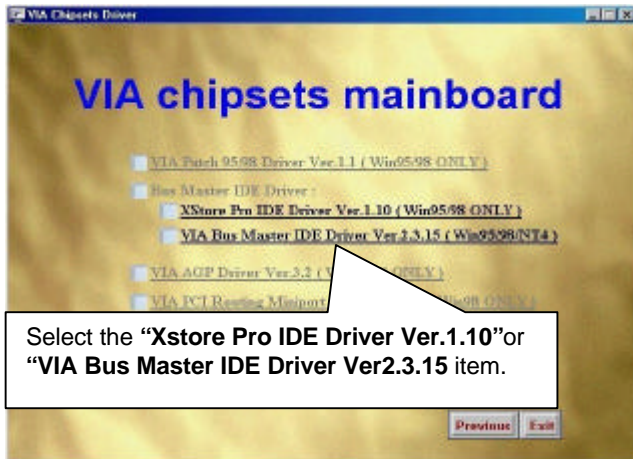 VIA Chipsets Driver
VIA chipsets mainboard
VIA Patch 95/98 Driver Ver.1.1 ( Win95/98 ONLY )
Bus Master IDE Driver :
XStore Pro IDE Driver Ver.1.10 ( Win95/98 ONLY )
VIA Bus Master IDE Driver Ver.2.3.15 ( Win95/98/NT4 )
VIA AGP Driver Ver.3.2 ( ONLY )
VIA PCI Routing Miniport ONLY )
Select the “Xstore Pro IDE Driver Ver.1.10”or
“VIA Bus Master IDE Driver Ver2.3.15 item.
Previous Exit